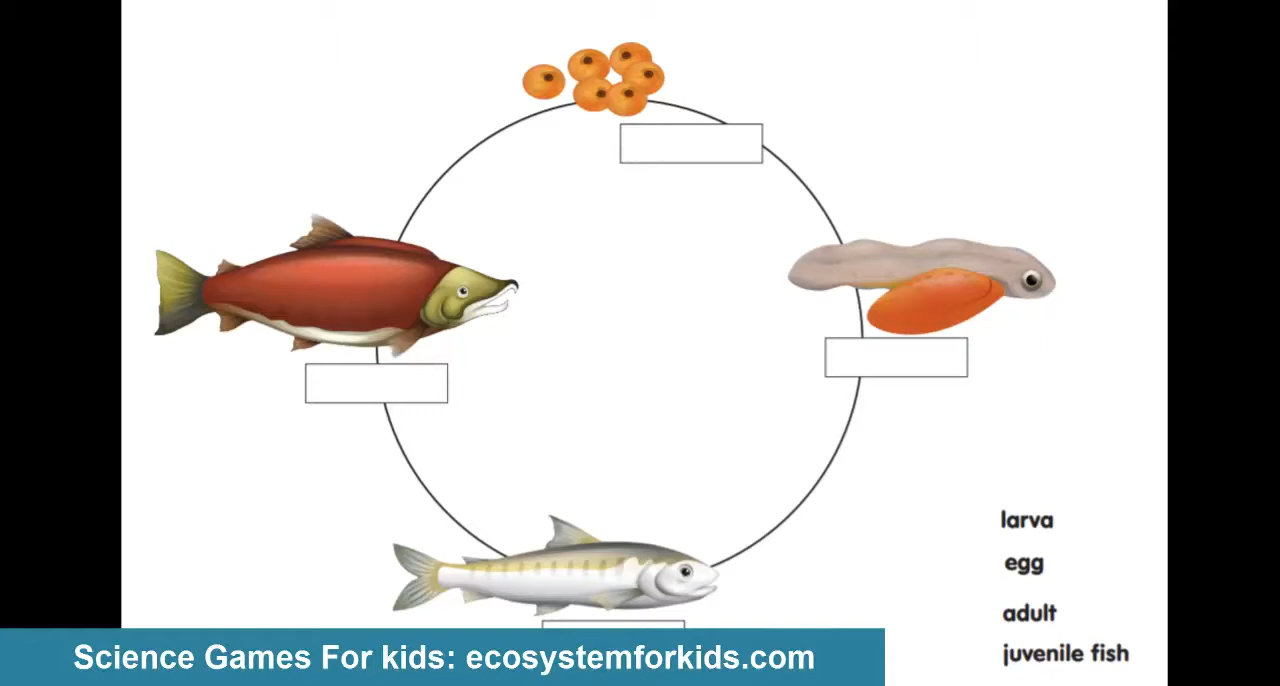 larva
egg
adult
juvenile fish
Science Games For kids: ecosystemforkids.com